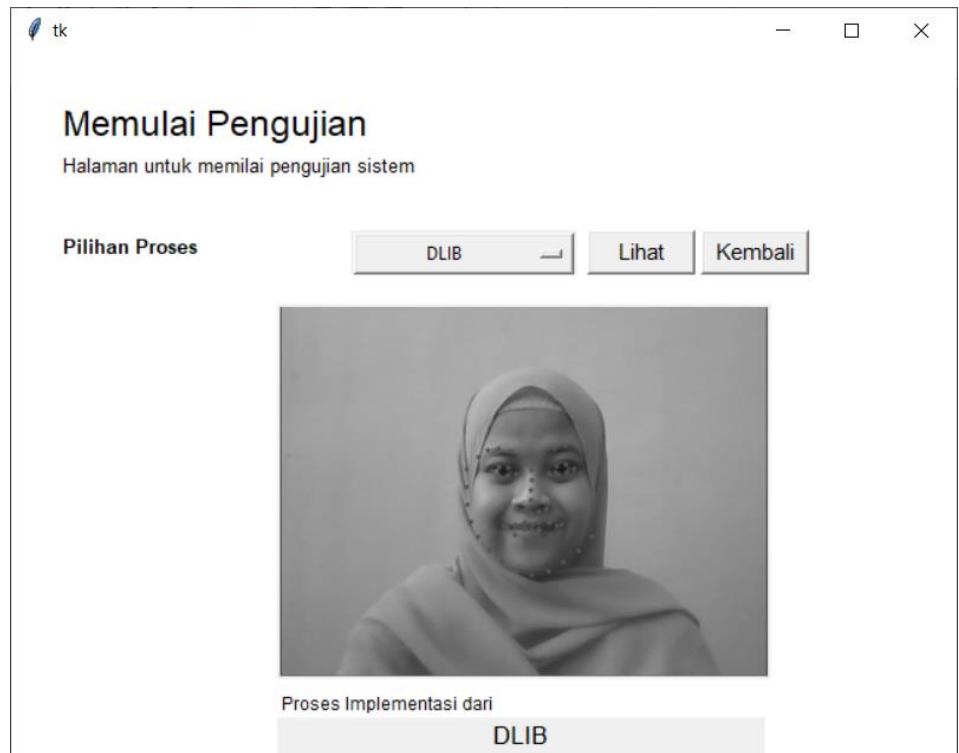 tk
Memulai Pengujian
Halaman untuk memilai pengujian sistem
Pilihan Proses DLIB Lihat Kembali
Proses Implementasi dari
DLIB